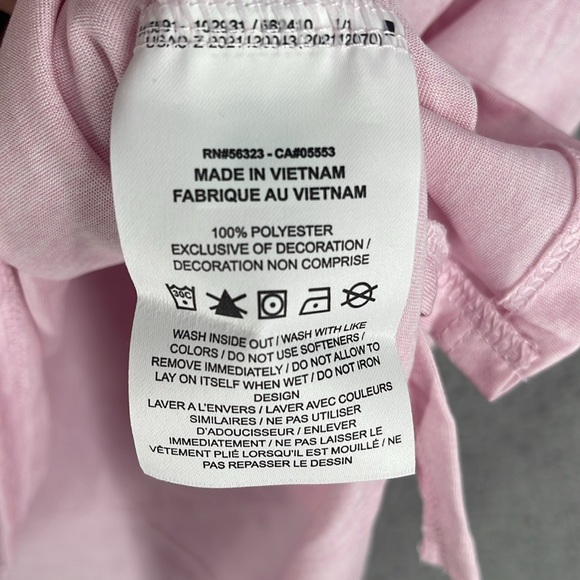 RN#56323 - CA#05553
MADE IN VIETNAM
FABRIQUE AU VIETNAM
100% POLYESTER
EXCLUSIVE OF DECORATION /
DECORATION NON COMPRISE
30C
WASH INSIDE OUT / WASH WITH LIKE
COLORS / DO NOT USE SOFTENERS /
REMOVE IMMEDIATELY / DO NOT ALLOW TO
LAY ON ITSELF WHEN WET / DO NOT IRON
DESIGN
LAVER A L'ENVERS / LAVER AVEC COULEURS
SIMILAIRES / NE PAS UTILISER
D'ADOUCISSEUR / ENLEVER
IMMEDIATEMENT / NE PAS LAISSER LE
VÊTEMENT PLIÉ LORSQU'IL EST MOUILLÉ / NE
PAS REPASSER LE DESSIN